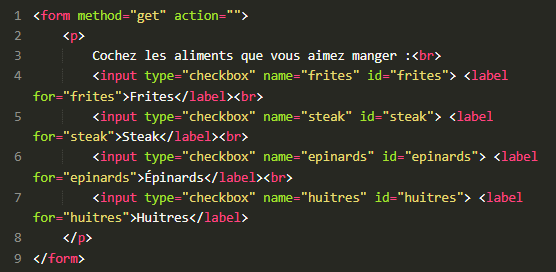 1 <form method="get" action="">
2 <p>
3 Cochez les aliments que vous aimez manger :<br>
4 <input type="checkbox" name="frites" id="frites"> <label
for="frites">Frites</label><br>
5 <input type="checkbox" name="steak" id="steak"> <label
for="steak">Steak</label><br>
6 <input type="checkbox" name="epinards" id="epinards"> <label
for="epinards">Épinards</label><br>
7 <input type="checkbox" name="huitres" id="huitres"> <label
for="huitres">Huitres</label>
8 </p>
9 </form>